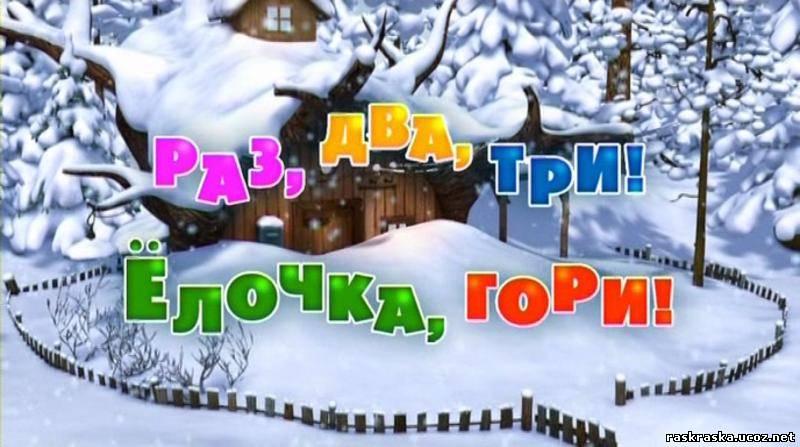 Раз, два, три!
Ёлочка, гори!
raskraska.ucoz.net